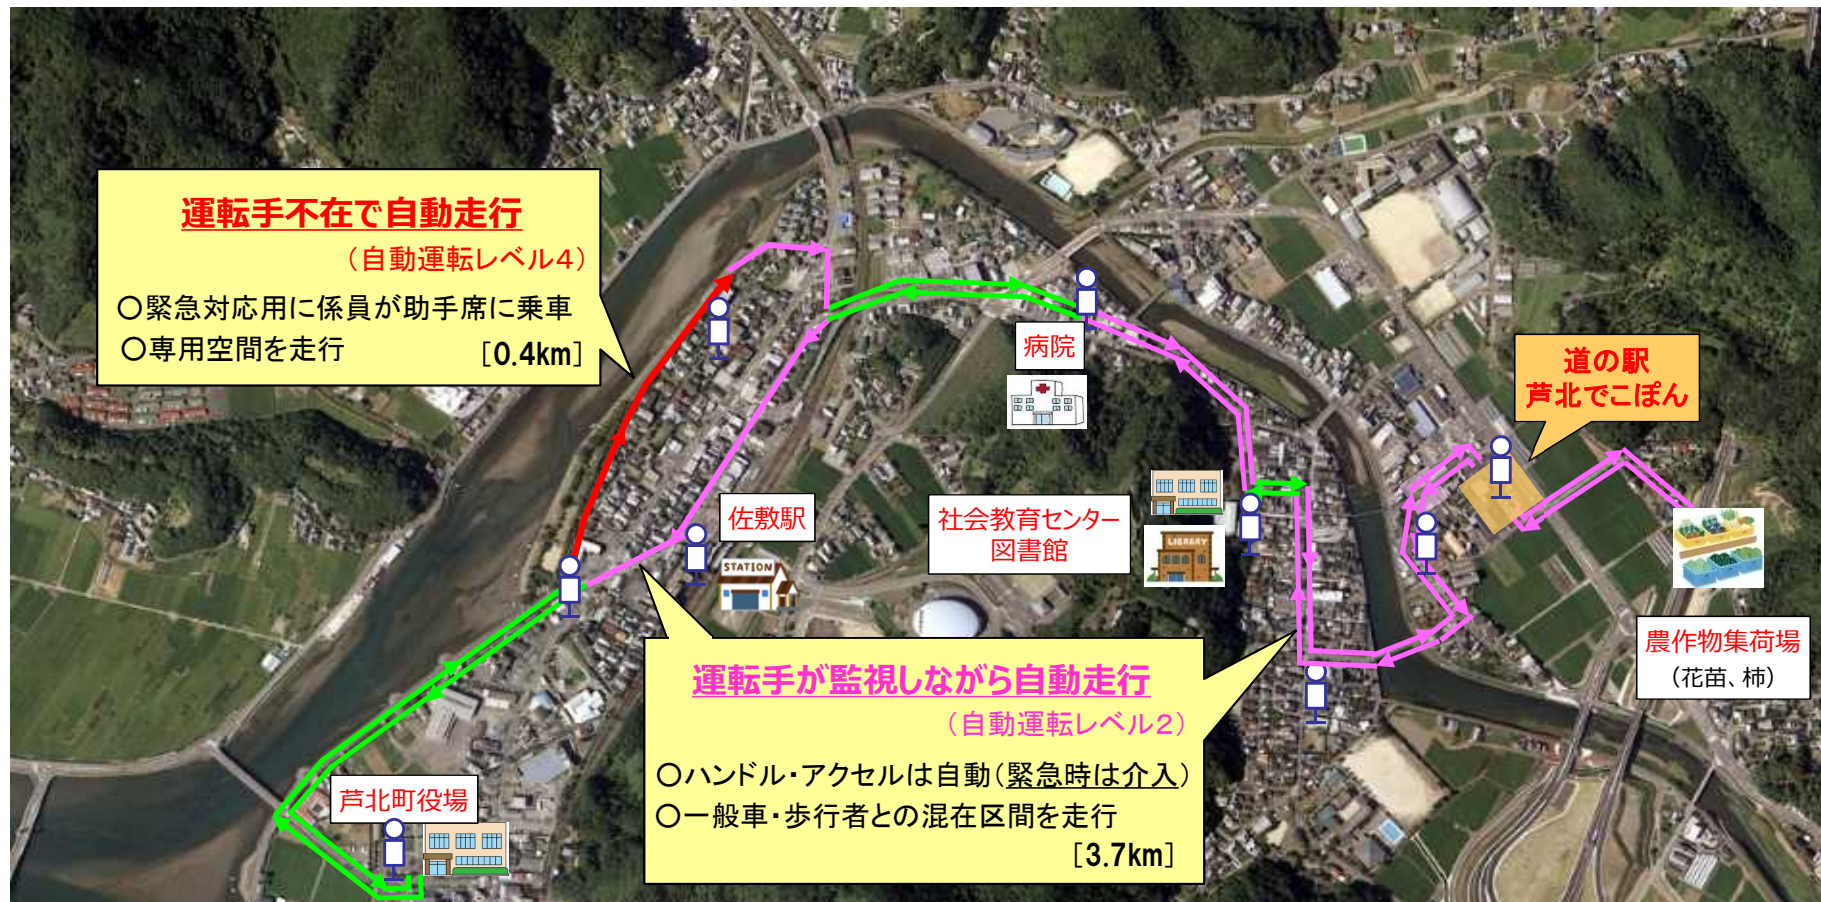 運転手不在で自動走行
（自動運転レベル４）
○緊急対応用に係員が助手席に乗車
○専用空間を走行　［0.4km］
病院
道の駅
芦北でこぽん
佐敷駅
STATION
社会教育センター
図書館
LIBRARY
農作物集荷場
（花苗、柿）
運転手が監視しながら自動走行
（自動運転レベル２）
○ハンドル・アクセルは自動（緊急時は介入）
○一般車・歩行者との混在区間を走行
［3.7km］
芦北町役場